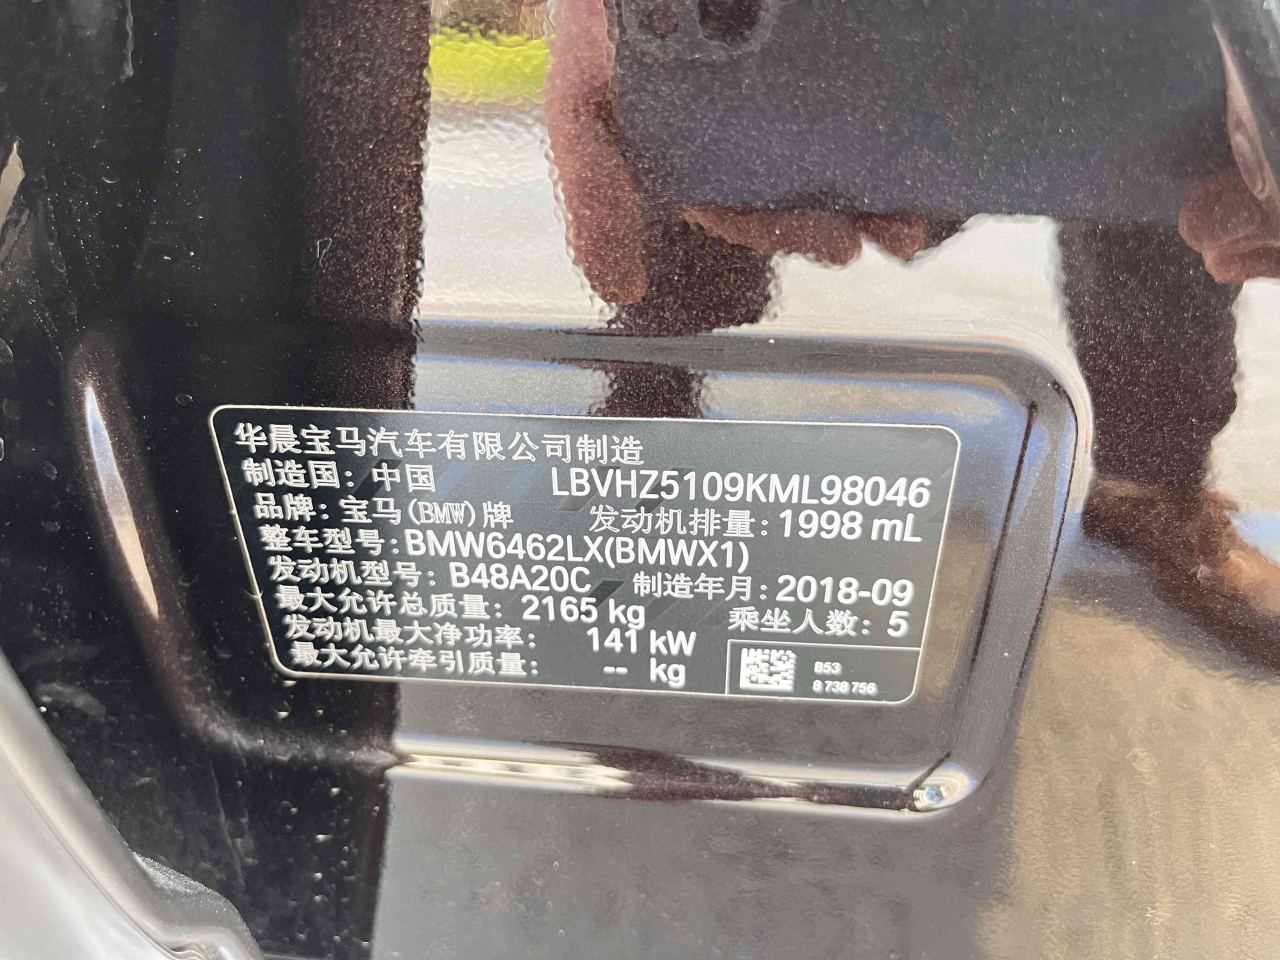 华晨宝马汽车有限公司制造
制造国：中国 LBVHZ5109KML98046
品牌：宝马(BMW)牌 发动机排量：1998 mL
整车型号：BMW6462LX(BMWX1)
发动机型号：B48A20C 制造年月：2018-09
最大允许总质量：2165 kg 乘坐人数：5
发动机最大净功率：141 kW
最大允许牵引质量：-- kg
B53
8 738 756